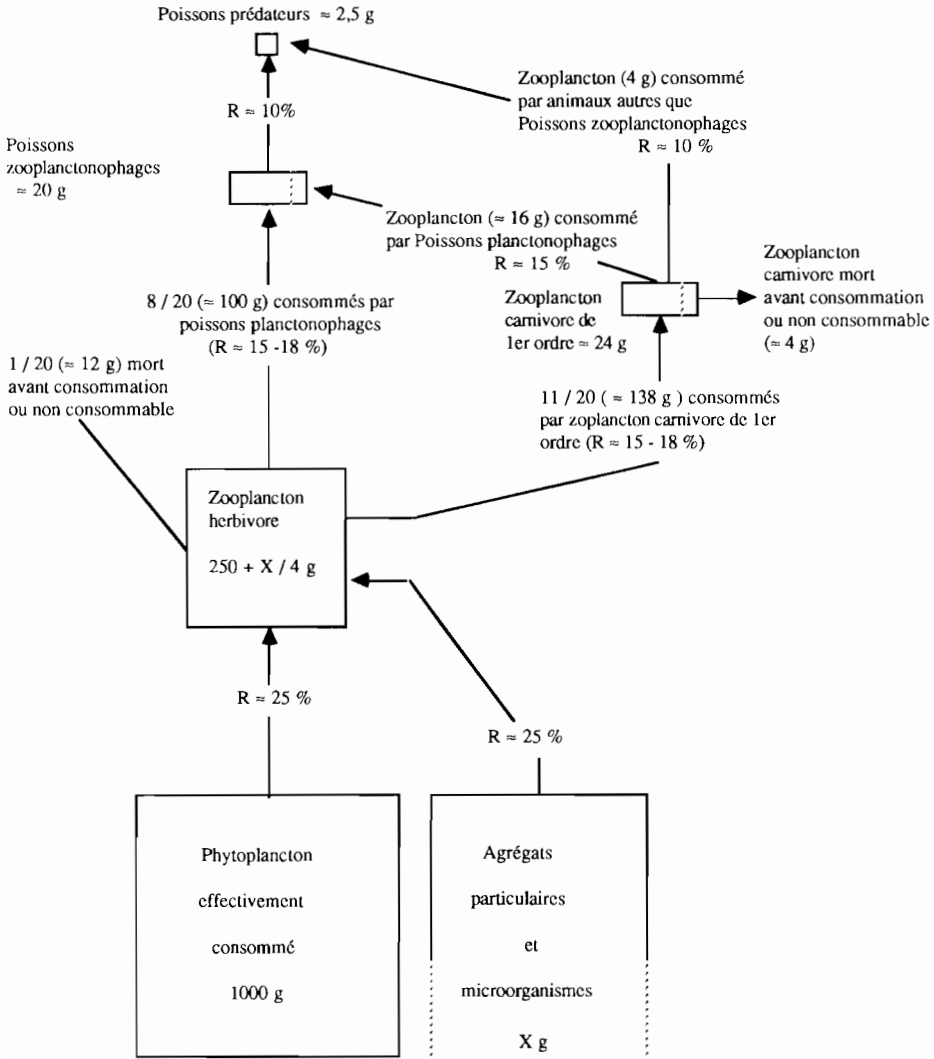 Poissons prédateurs ≈ 2,5 g
Zooplancton (4 g) consommé
par animaux autres que
Poissons zooplanctonophages
R ≈ 10 %
R ≈ 10%
Poissons
zooplanctonophages
≈ 20 g
Zooplancton (≈ 16 g) consommé
par Poissons planctonophages
R ≈ 15 %
Zooplancton
carnivore mort
avant consommation
ou non consommable
(≈ 4 g)
Zooplancton
carnivore de
1er ordre ≈ 24 g
8 / 20 (≈ 100 g) consommés par
poissons planctonophages
(R ≈ 15 -18 %)
1 / 20 (≈ 12 g) mort
avant consommation
ou non consommable
11 / 20 ( ≈ 138 g ) consommés
par zoplancton carnivore de 1er
ordre (R ≈ 15 - 18 %)
Zooplancton
herbivore
250 + X / 4 g
R ≈ 25 %
R ≈ 25 %
Phytoplancton
effectivement
consommé
1000 g
Agrégats
particulaires
et
microorganismes
X g